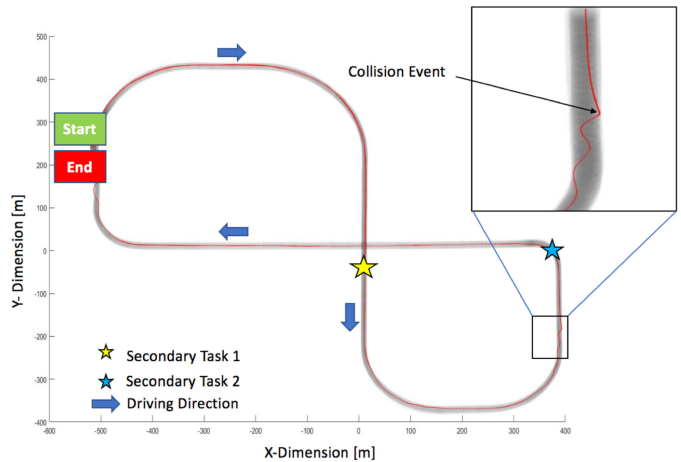 Collision Event
Start
End
Y- Dimension [m]
500
400
300
200
100
0
-100
-200
-300
-400
Secondary Task 1
Secondary Task 2
Driving Direction
-600 -500 -400 -300 -200 -100 0 100 200 300 400
X-Dimension [m]